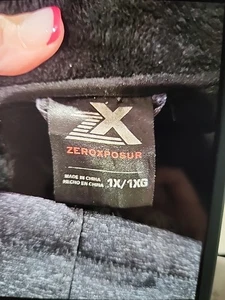 X
ZEROXPOSUR
MADE IN CHINA
HECHO EN CHINA
1X/1XG